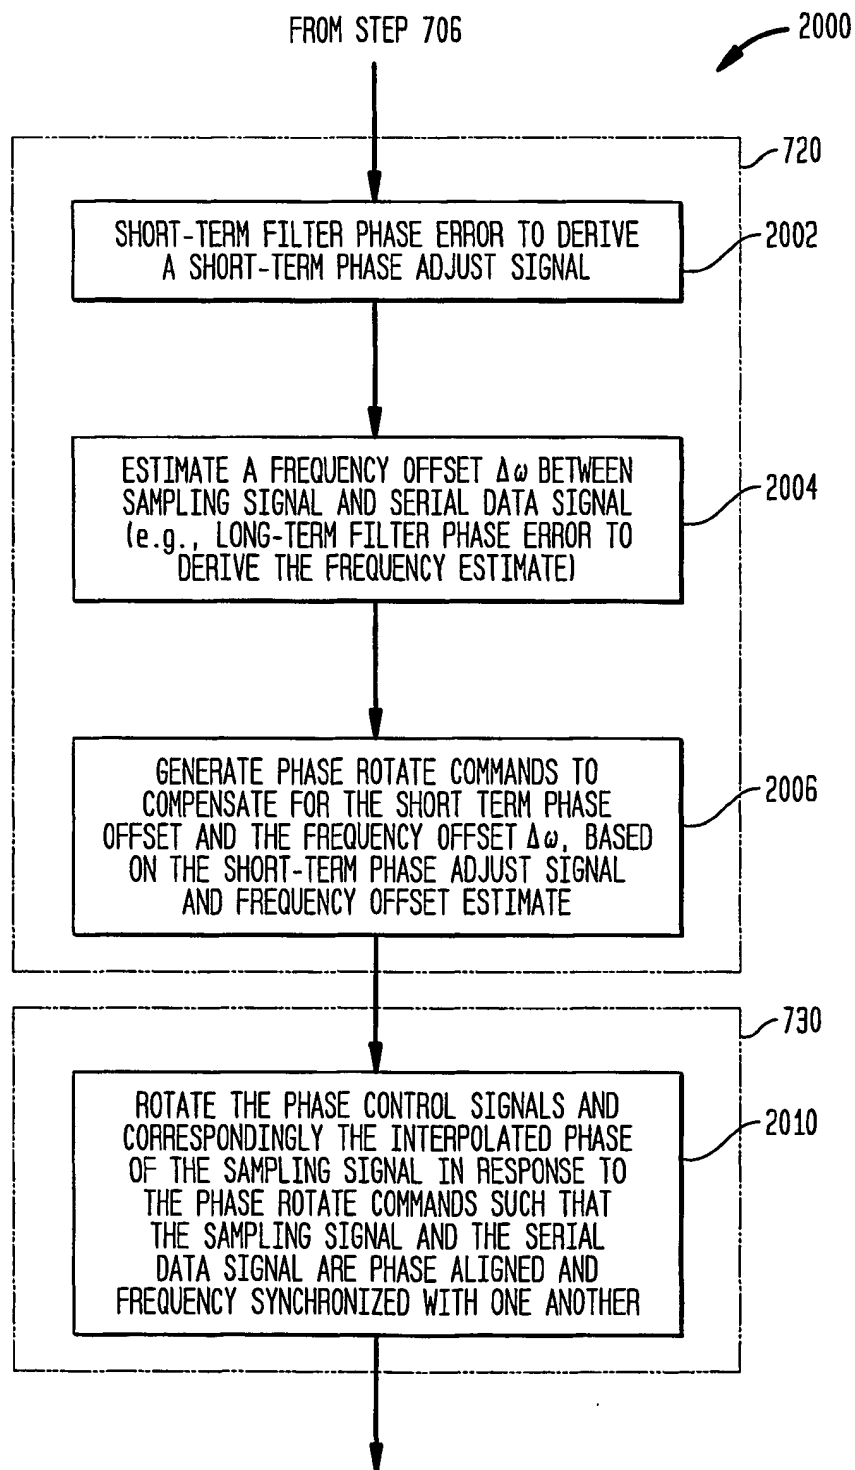 FROM STEP 706
2000
720
SHORT-TERM FILTER PHASE ERROR TO DERIVE
A SHORT-TERM PHASE ADJUST SIGNAL
2002
ESTIMATE A FREQUENCY OFFSET Δω BETWEEN
SAMPLING SIGNAL AND SERIAL DATA SIGNAL
(e.g., LONG-TERM FILTER PHASE ERROR TO
DERIVE THE FREQUENCY ESTIMATE)
2004
GENERATE PHASE ROTATE COMMANDS TO
COMPENSATE FOR THE SHORT TERM PHASE
OFFSET AND THE FREQUENCY OFFSET Δω, BASED
ON THE SHORT-TERM PHASE ADJUST SIGNAL
AND FREQUENCY OFFSET ESTIMATE
2006
730
ROTATE THE PHASE CONTROL SIGNALS AND
CORRESPONDINGLY THE INTERPOLATED PHASE
OF THE SAMPLING SIGNAL IN RESPONSE TO
THE PHASE ROTATE COMMANDS SUCH THAT
THE SAMPLING SIGNAL AND THE SERIAL
DATA SIGNAL ARE PHASE ALIGNED AND
FREQUENCY SYNCHRONIZED WITH ONE ANOTHER
2010